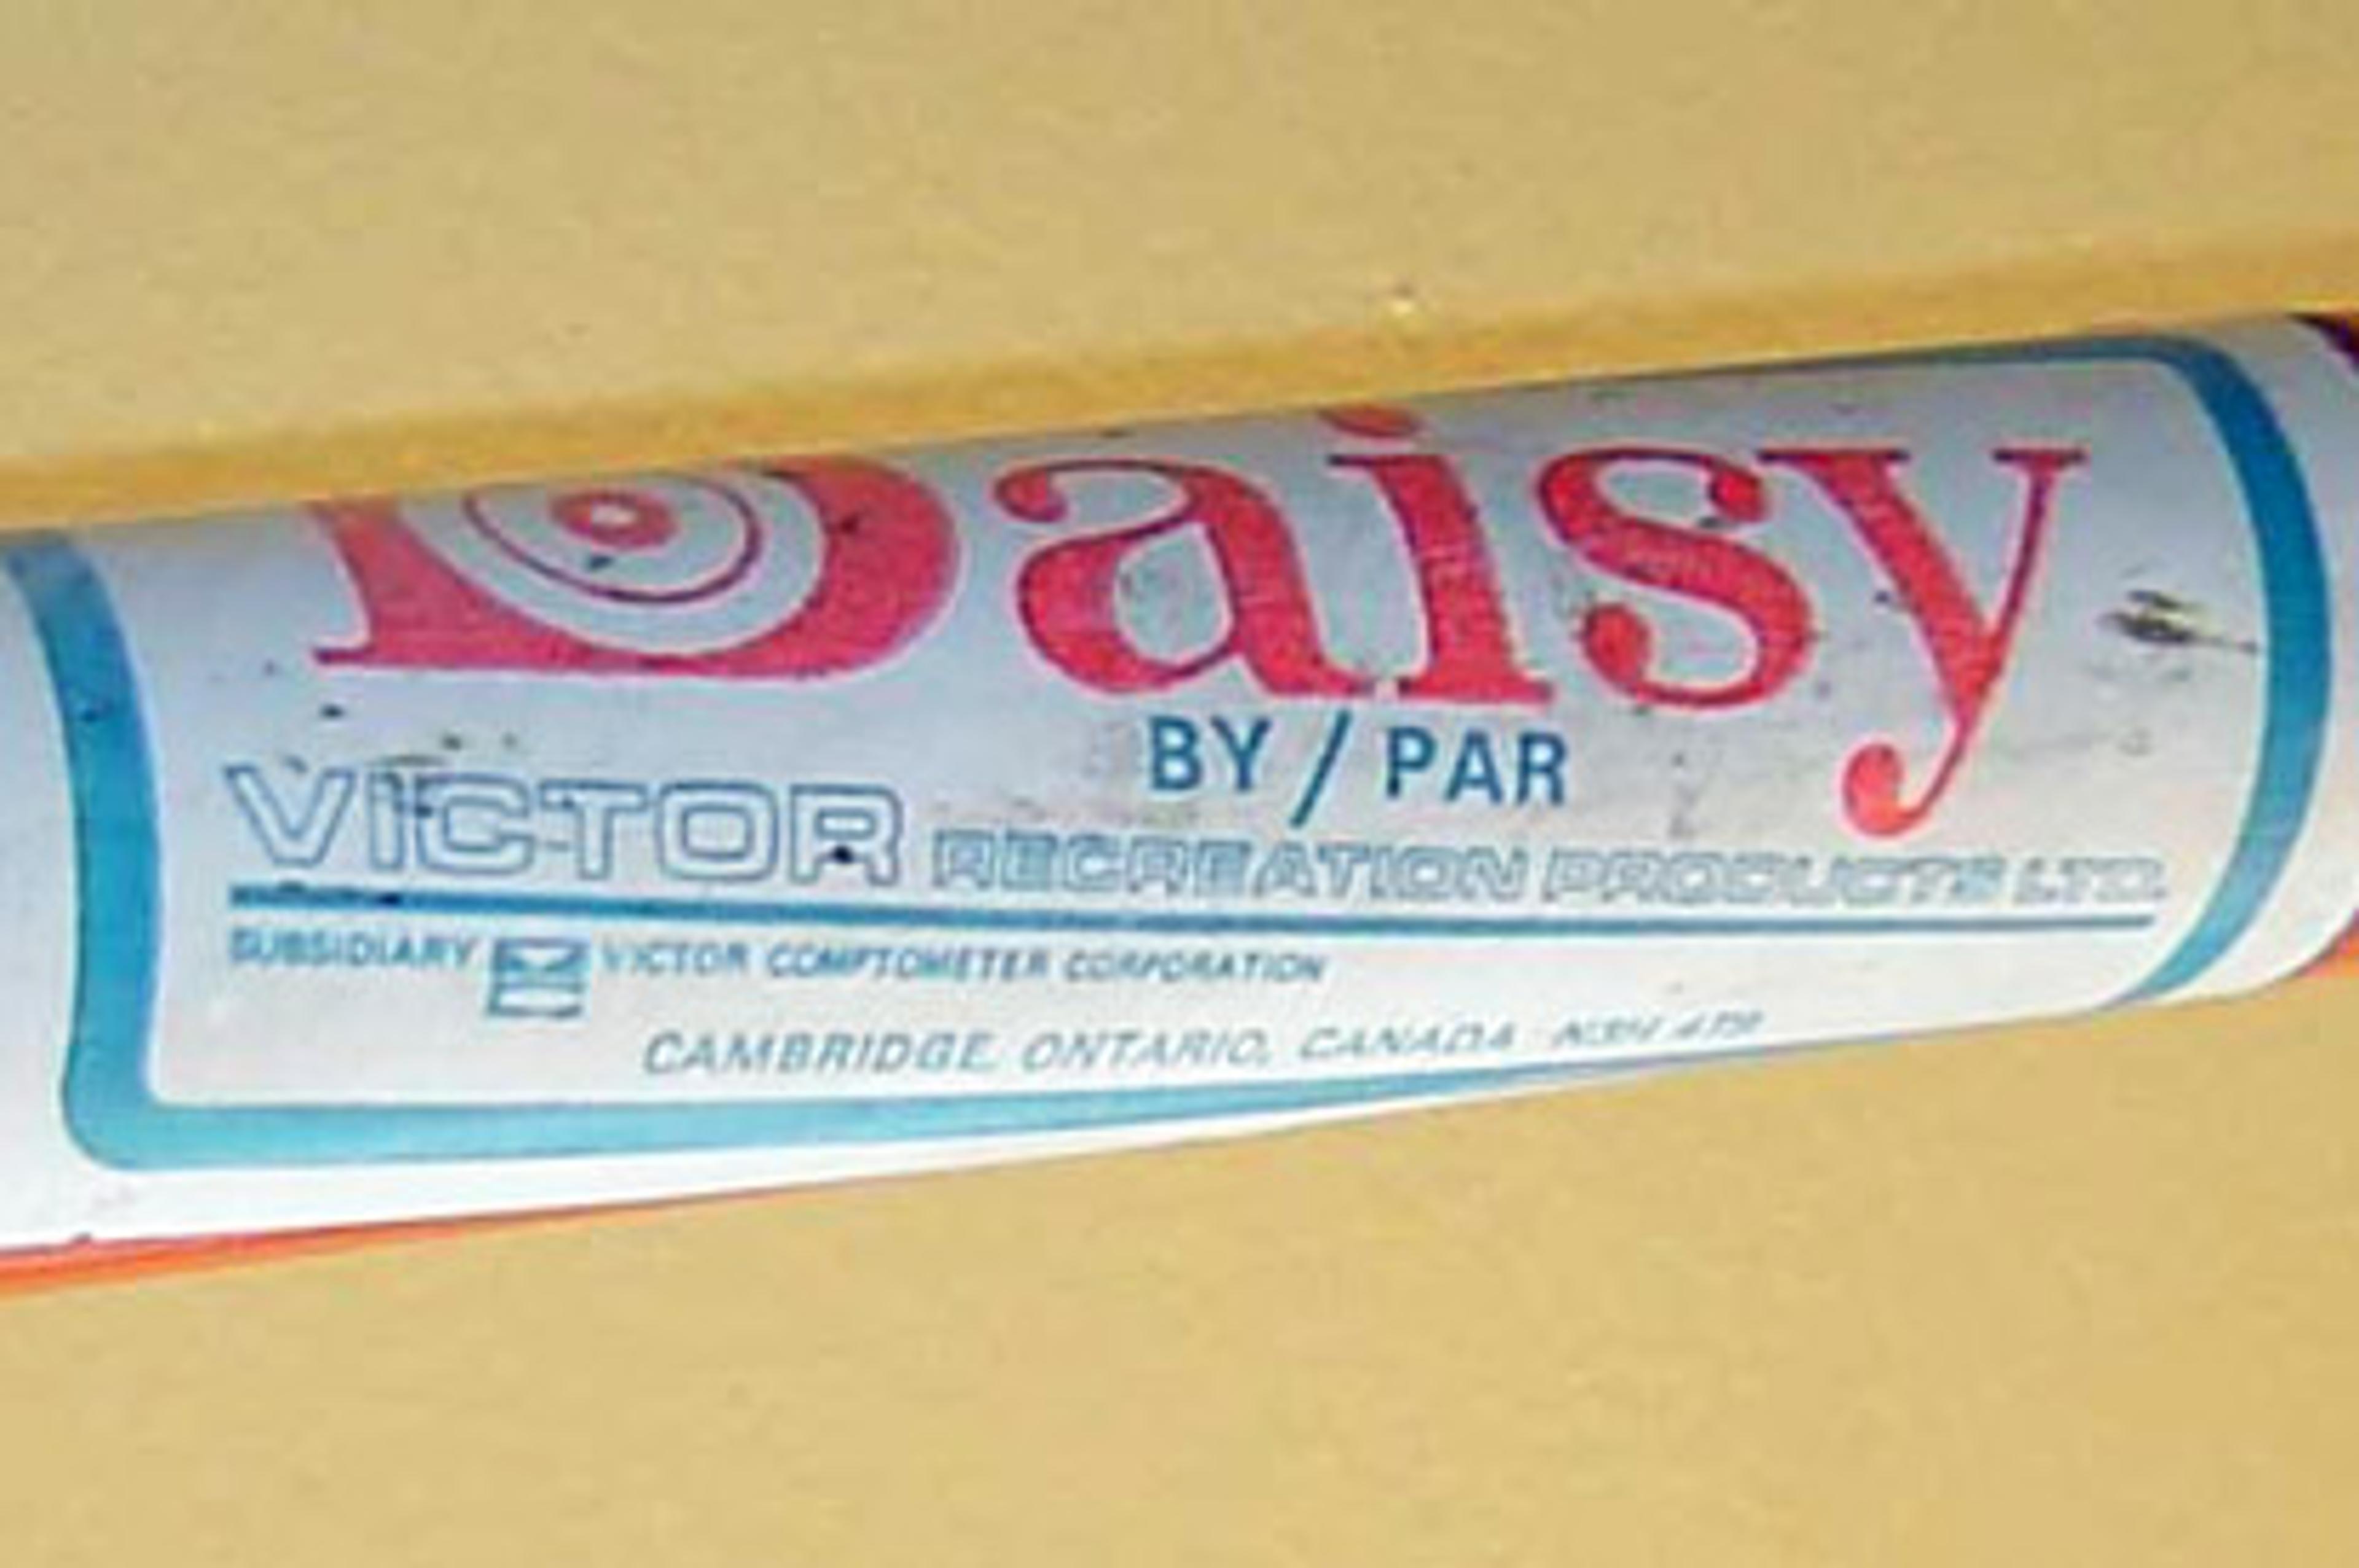 Daisy
BY / PAR
VICTOR RECREATION PRODUCTS LTD.
SUBSIDIARY VICTOR COMPTOMETER CORPORATION
CAMBRIDGE, ONTARIO, CANADA